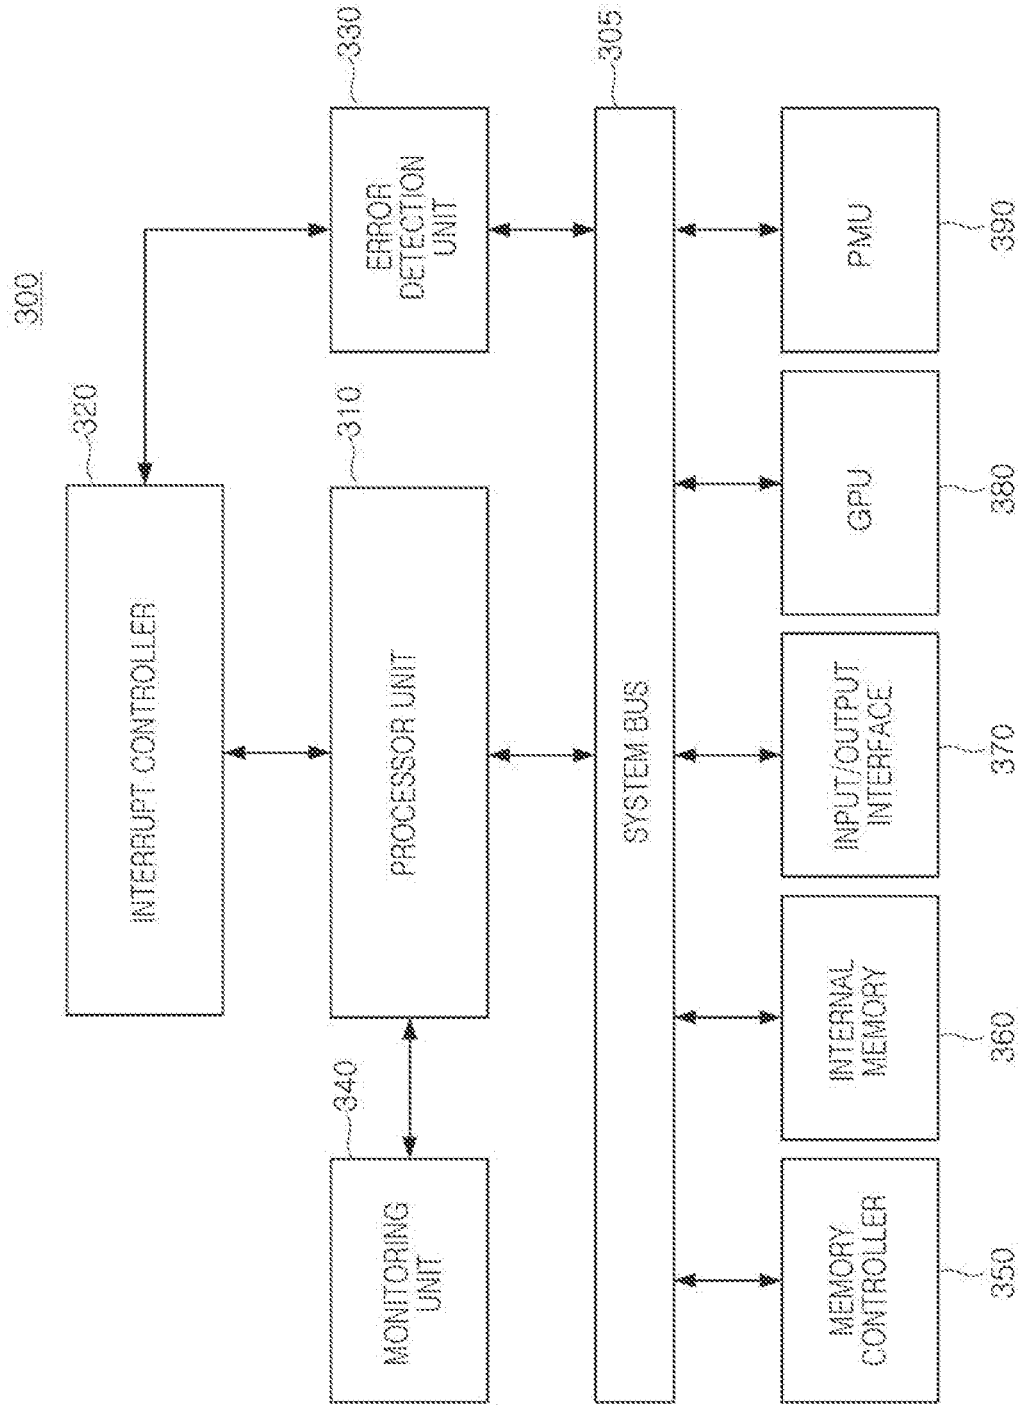 300
320
INTERRUPT CONTROLLER
340
310
330
MONITORING
UNIT
PROCESSOR UNIT
ERROR
DETECTION
UNIT
305
SYSTEM BUS
MEMORY
CONTROLLER
INTERNAL
MEMORY
INPUT/OUTPUT
INTERFACE
GPU
PMU
350
360
370
380
390